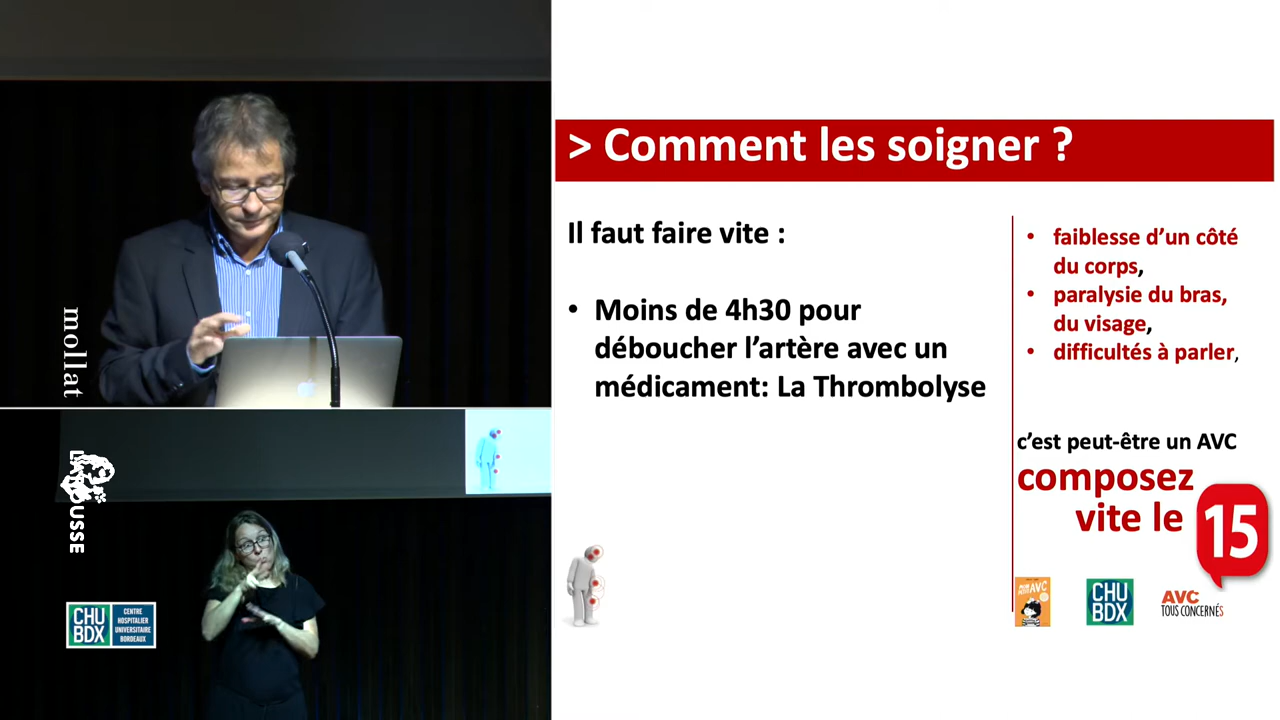 mollat
LAROUSSE
CHU
BDX
CENTRE
HOSPITALIER
UNIVERSITAIRE
BORDEAUX
> Comment les soigner ?
Il faut faire vite :
• Moins de 4h30 pour
déboucher l’artère avec un
médicament: La Thrombolyse
• faiblesse d’un côté
du corps,
• paralysie du bras,
du visage,
• difficultés à parler,
c’est peut-être un AVC
composez
vite le
15
AVC
CHU
BDX
AVC
TOUS CONCERNÉS